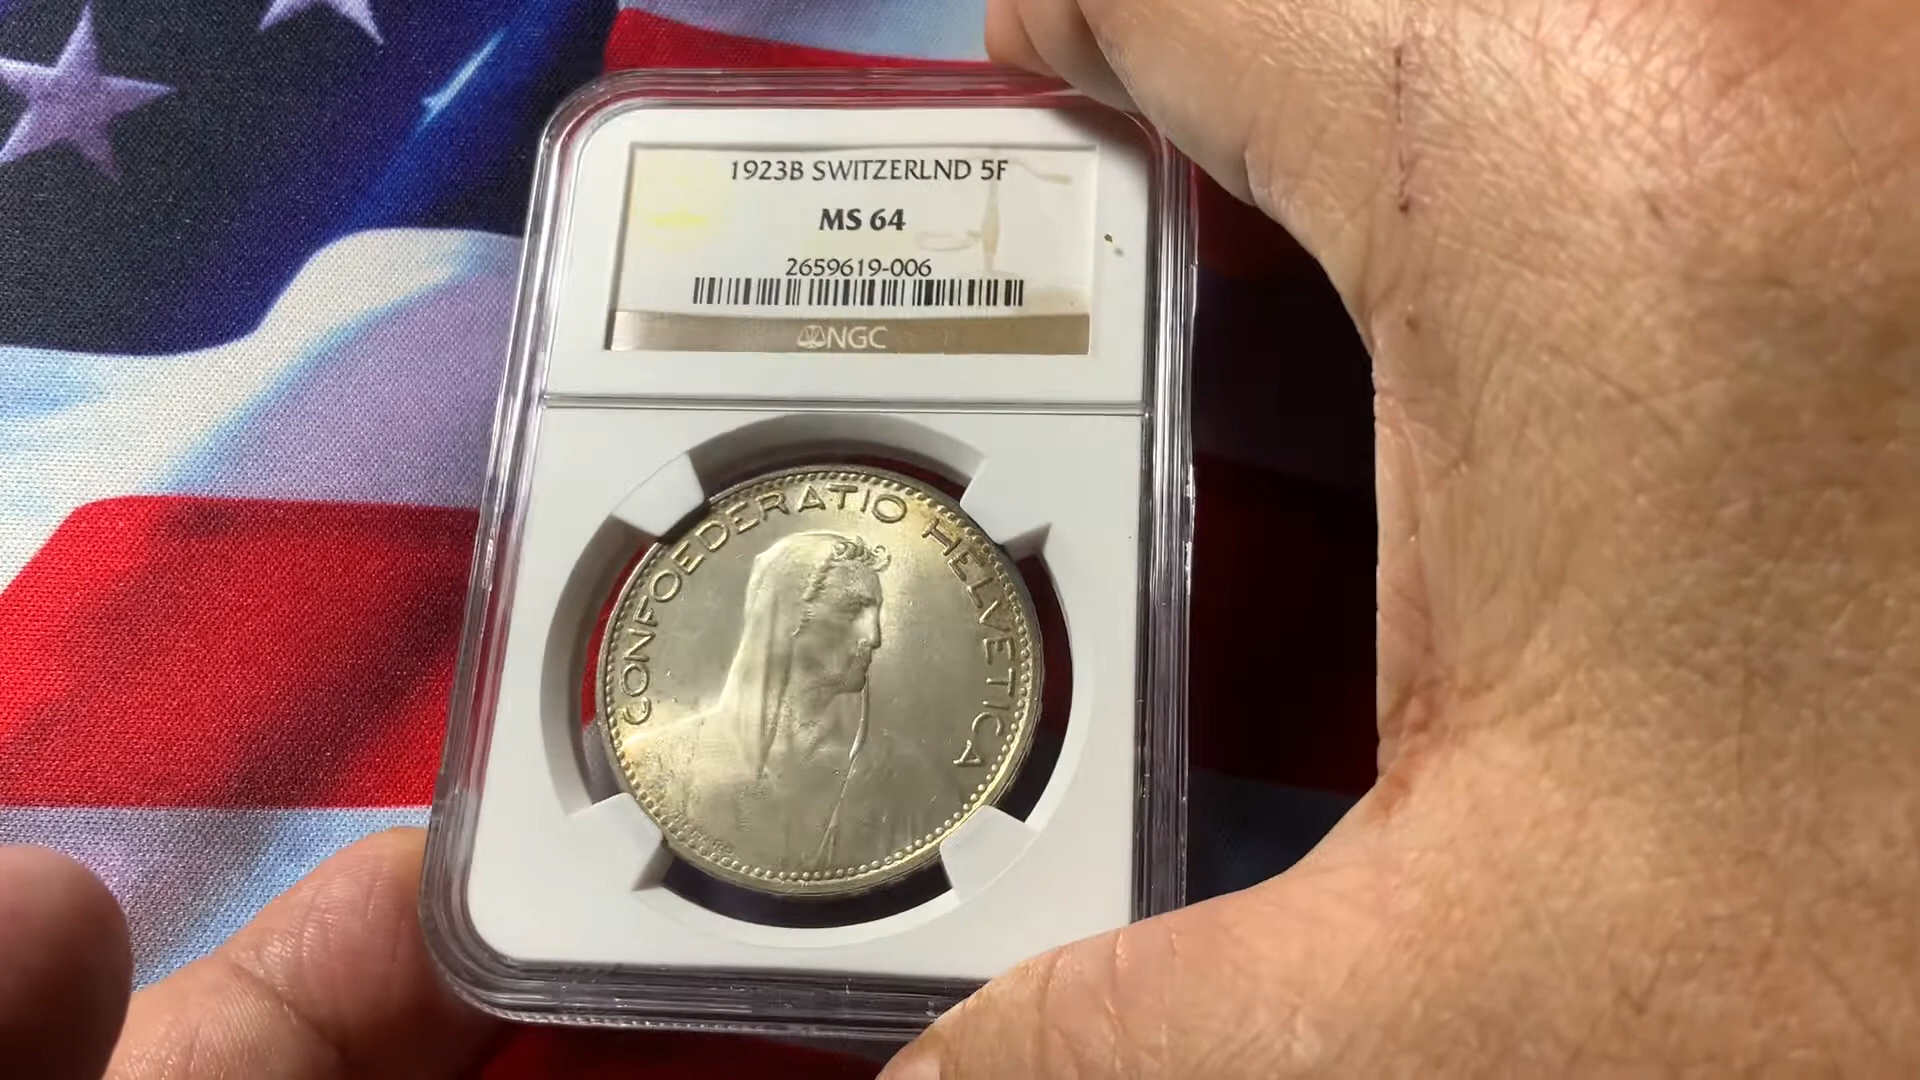 1923B SWITZERLND 5F
MS 64
2659619-006
NGC
CONFOEDERATIO HELVETICA